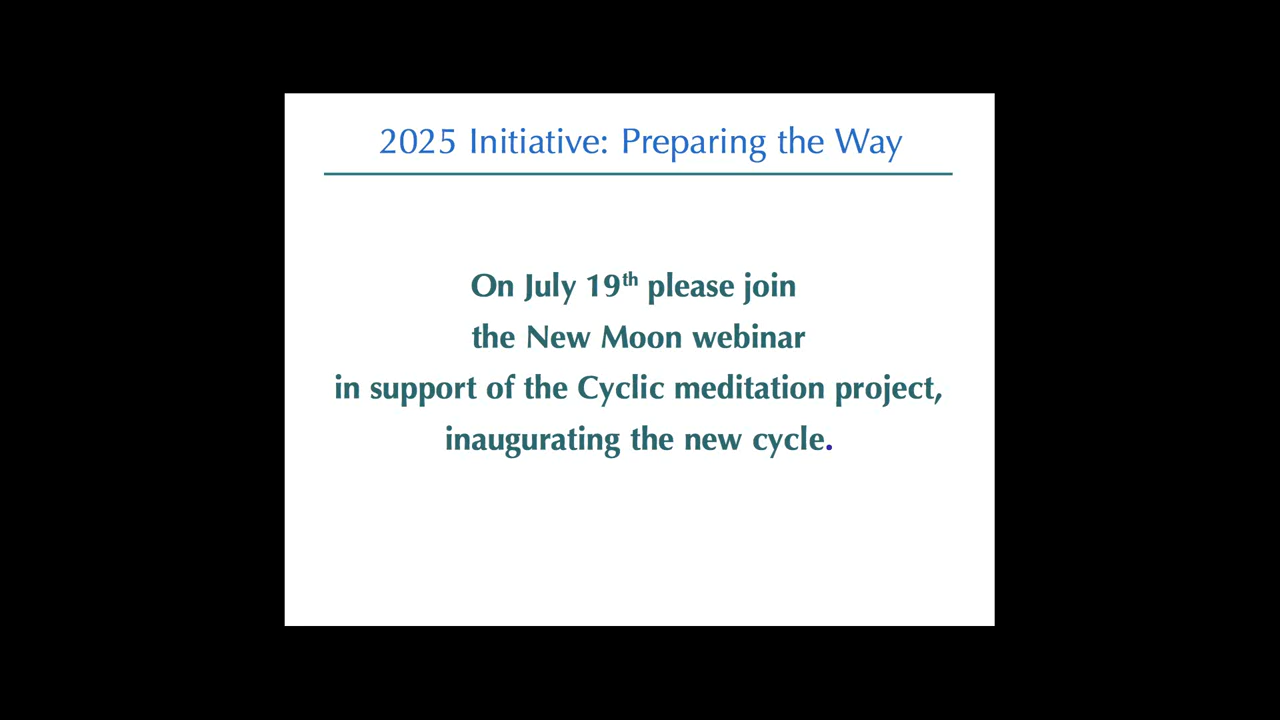 2025 Initiative: Preparing the Way
On July 19th please join
the New Moon webinar
in support of the Cyclic meditation project,
inaugurating the new cycle.